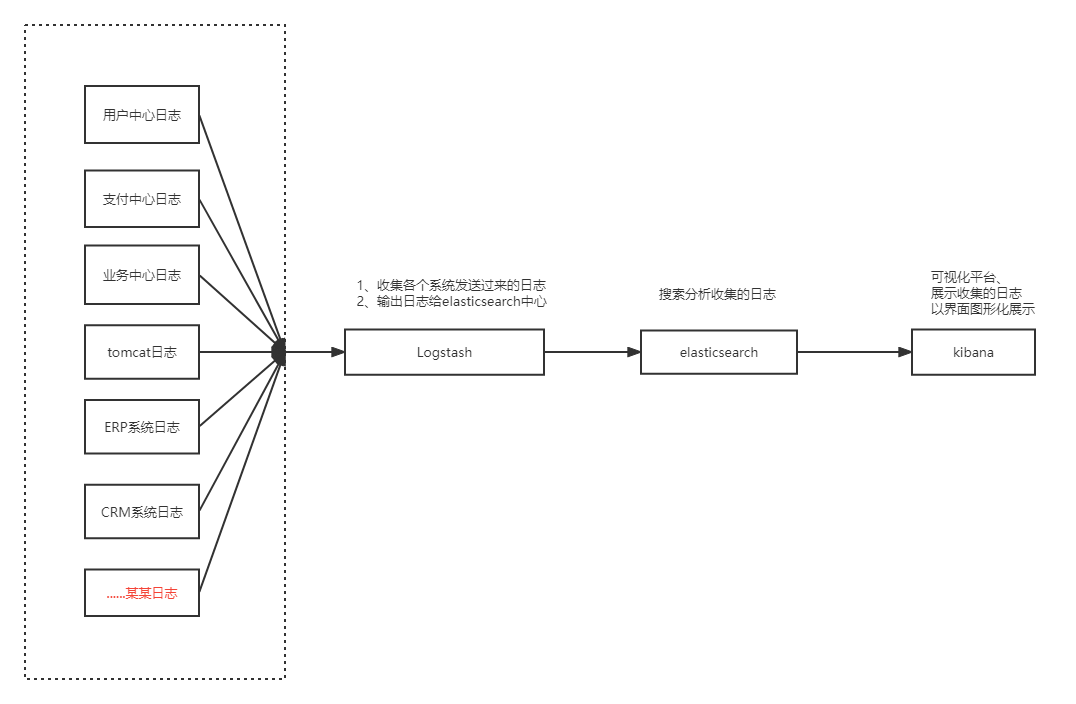 用户中心日志
支付中心日志
业务中心日志
tomcat日志
ERP系统日志
CRM系统日志
......某某日志
1、收集各个系统发送过来的日志
2、输出日志给elasticsearch中心
Logstash
搜索分析收集的日志
elasticsearch
可视化平台、
展示收集的日志
以界面图形化展示
kibana